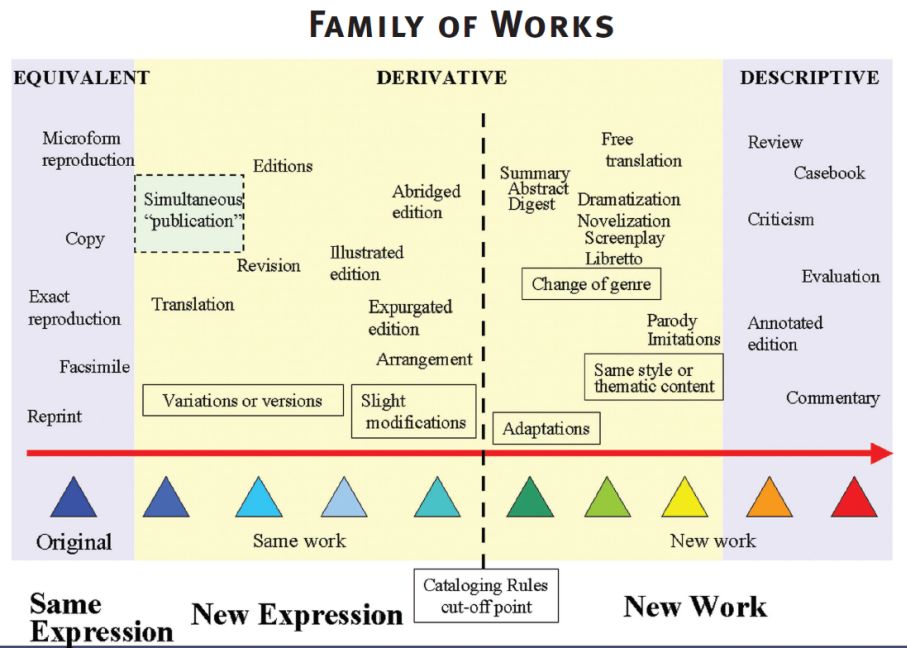 FAMILY OF WORKS
EQUIVALENT
DERIVATIVE
DESCRIPTIVE
Microform
reproduction
Copy
Exact
reproduction
Facsimile
Reprint
Simultaneous
“publication”
Editions
Revision
Translation
Abridged
edition
Illustrated
edition
Expurgated
edition
Arrangement
Variations or versions
Slight
modifications
Summary
Abstract
Digest
Free
translation
Dramatization
Novelization
Screenplay
Libretto
Change of genre
Parody
Imitations
Same style or
thematic content
Adaptations
Review
Casebook
Criticism
Evaluation
Annotated
edition
Commentary
Original
Same work
New work
Cataloging Rules
cut-off point
Same
Expression
New Expression
New Work